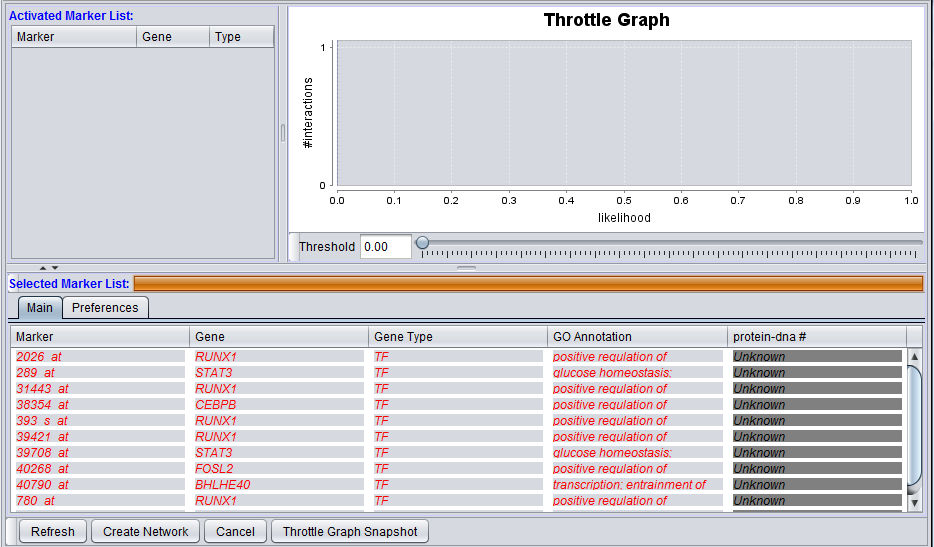 Activated Marker List:
Marker Gene Type
Throttle Graph
#interactions
1
0
0.0 0.1 0.2 0.3 0.4 0.5 0.6 0.7 0.8 0.9 1.0
likelihood
Threshold 0.00
Selected Marker List:
Main Preferences
Marker Gene Gene Type GO Annotation protein-dna #
2026_at RUNX1 TF positive regulation of Unknown
289_at STAT3 TF glucose homeostasis; Unknown
31443_at RUNX1 TF positive regulation of Unknown
38354_at CEBPB TF positive regulation of Unknown
393_s_at RUNX1 TF positive regulation of Unknown
39421_at RUNX1 TF positive regulation of Unknown
39708_at STAT3 TF glucose homeostasis; Unknown
40268_at FOSL2 TF positive regulation of Unknown
40790_at BHLHE40 TF transcription; entrainment of Unknown
780_at RUNX1 TF positive regulation of Unknown
Refresh Create Network Cancel Throttle Graph Snapshot